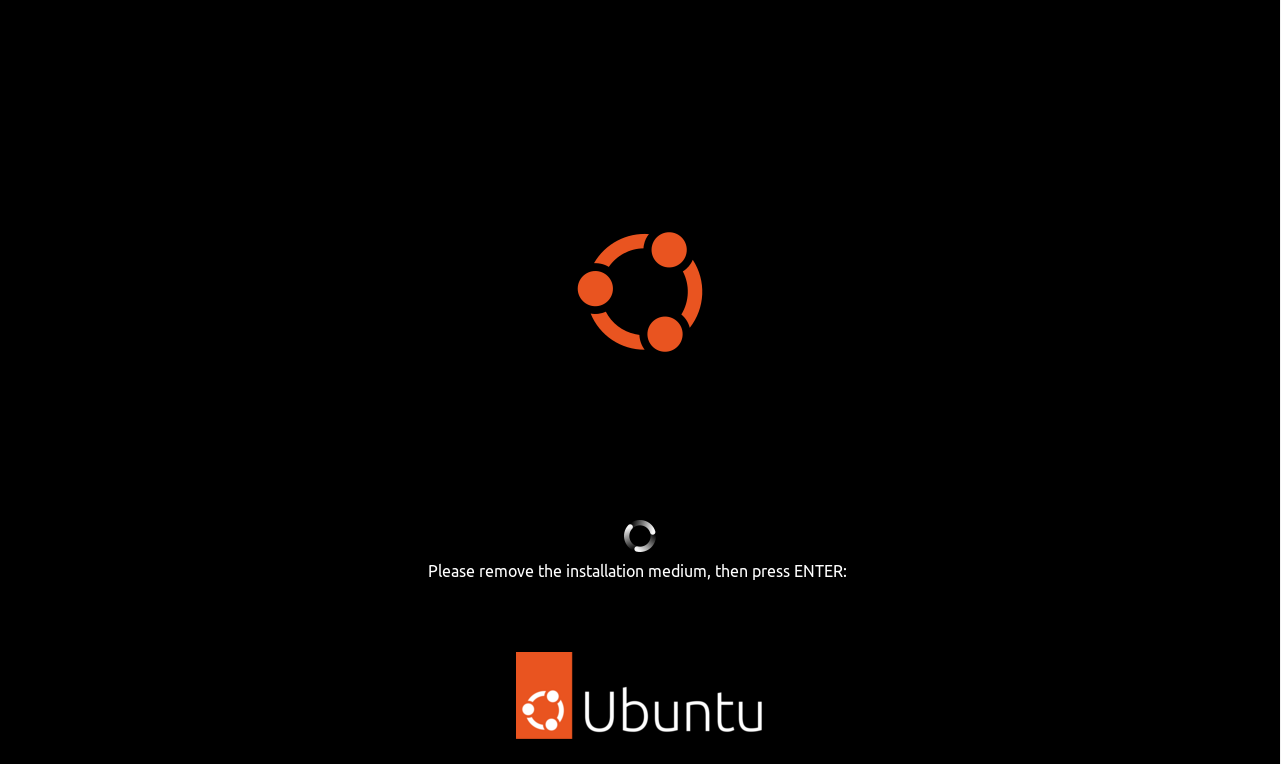 Please remove the installation medium, then press ENTER:
Ubuntu